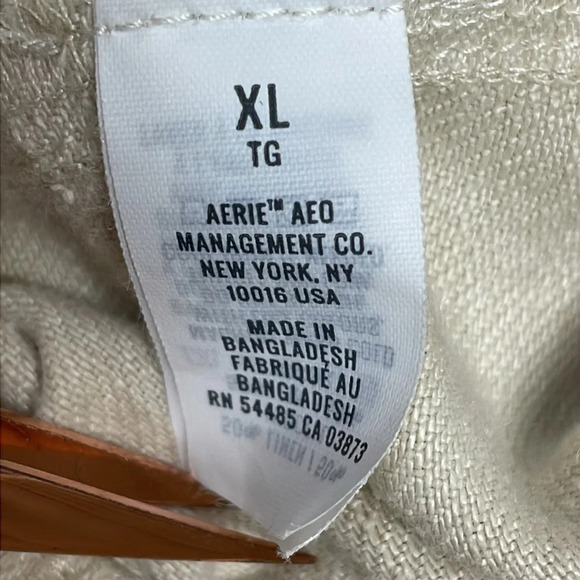 XL
TG
AERIE™ AEO
MANAGEMENT CO.
NEW YORK, NY
10016 USA
MADE IN
BANGLADESH
FABRIQUÉ AU
BANGLADESH
RN 54485 CA 03873